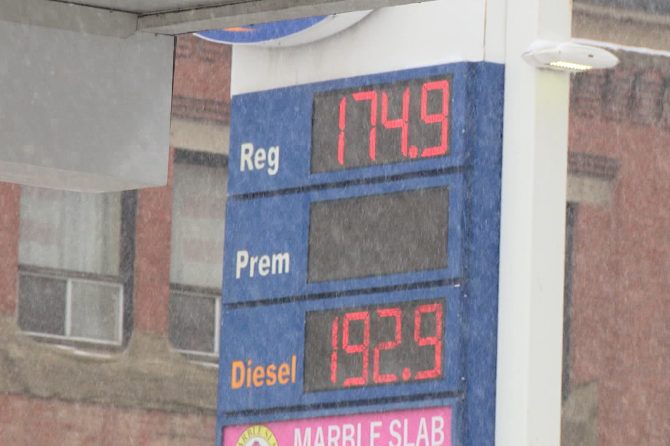 Reg 174.9
Prem
Diesel 192.9
MARBLE SLAB